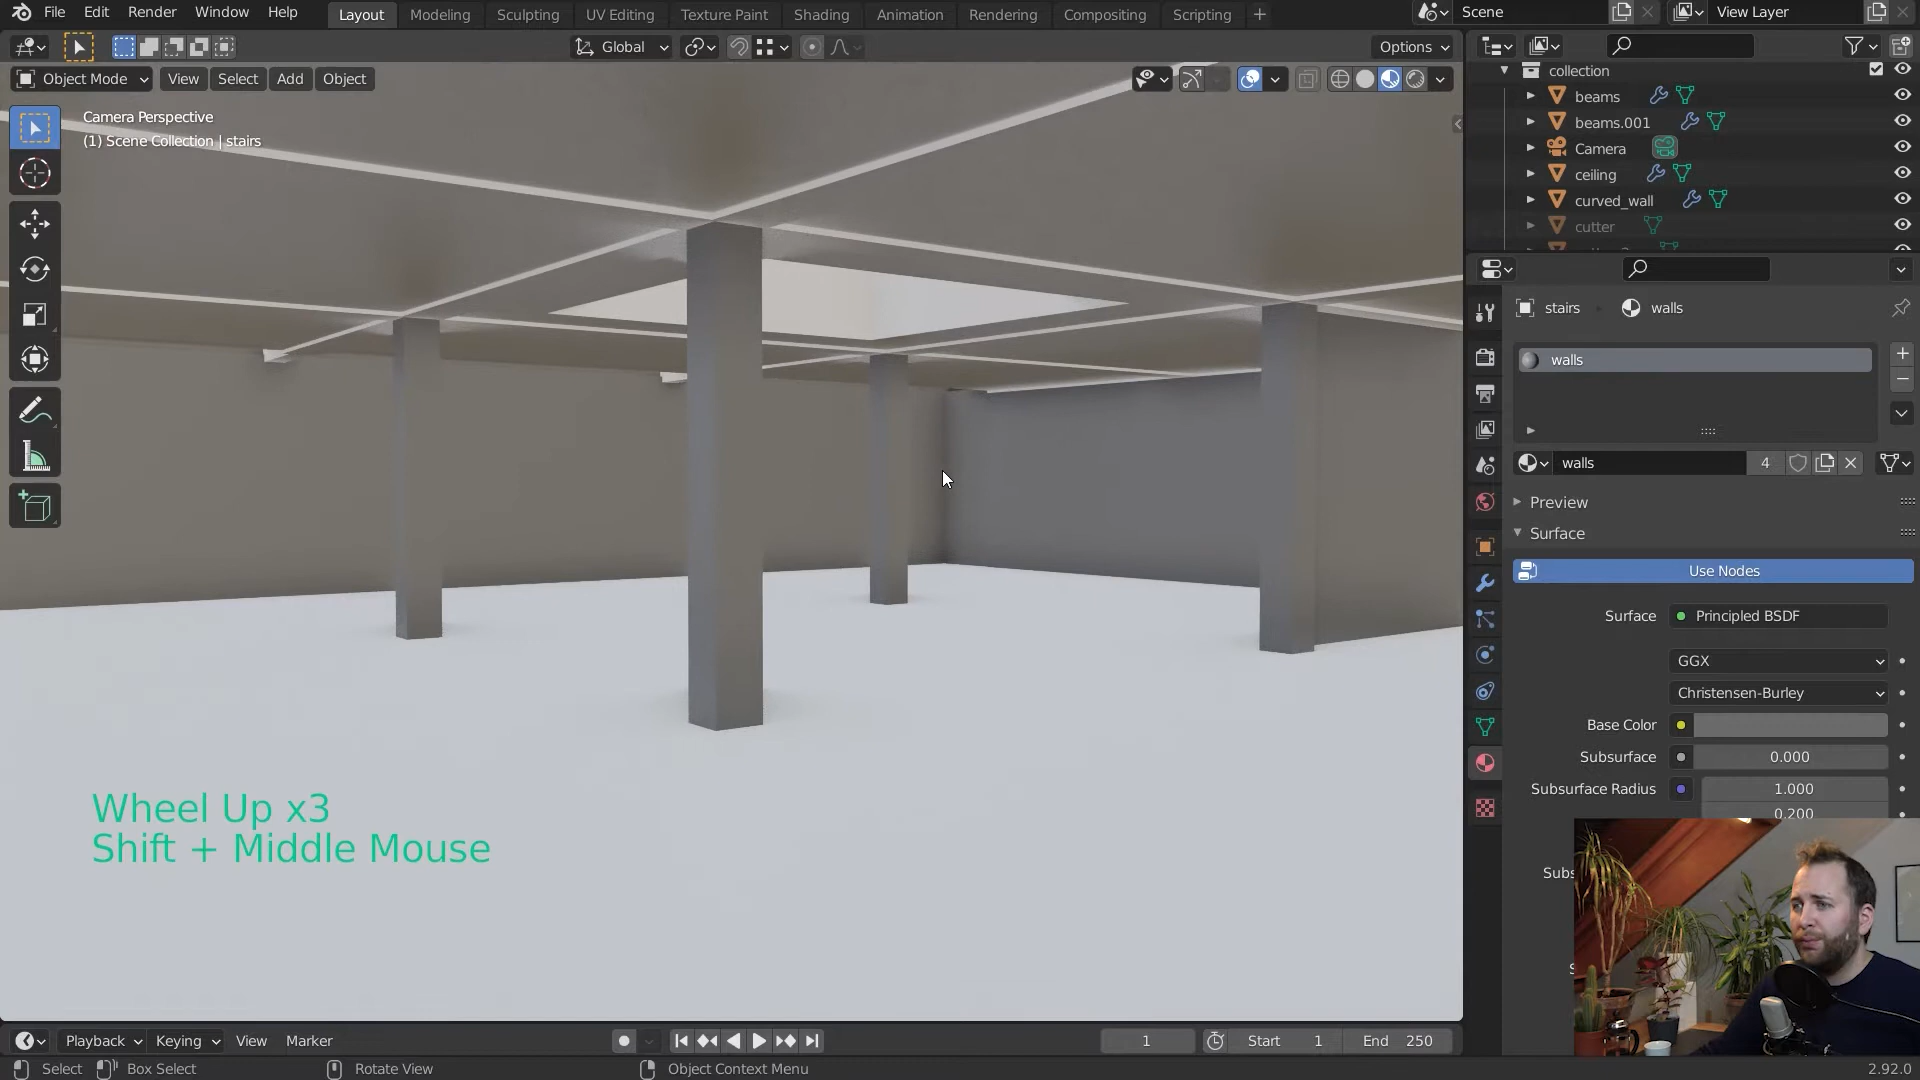 File Edit Render Window Help Layout Modeling Sculpting UV Editing Texture Paint Shading Animation Rendering Compositing Scripting + Scene View Layer
Global Options
Object Mode View Select Add Object
Camera Perspective
(1) Scene Collection | stairs
collection
beams
beams.001
Camera
ceiling
curved_wall
cutter
stairs walls
walls
walls 4
Preview
Surface
Use Nodes
Surface Principled BSDF
GGX
Christensen-Burley
Base Color
Subsurface 0.000
Subsurface Radius 1.000
0.200
Subs
Wheel Up x3
Shift + Middle Mouse
Playback Keying View Marker 1 Start 1 End 250
Select Box Select Rotate View Object Context Menu 2.92.0